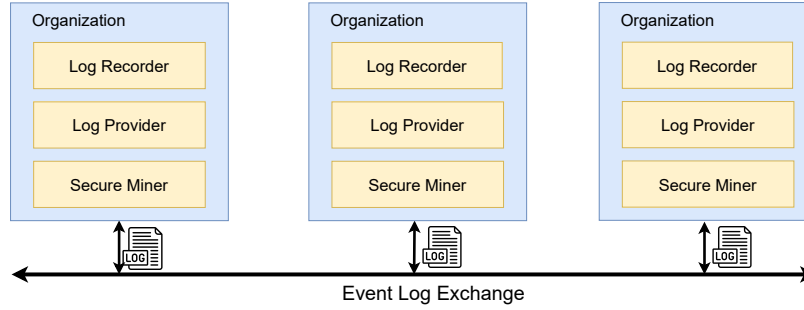 Organization
Log Recorder
Log Provider
Secure Miner
LOG
Organization
Log Recorder
Log Provider
Secure Miner
LOG
Organization
Log Recorder
Log Provider
Secure Miner
LOG
Event Log Exchange